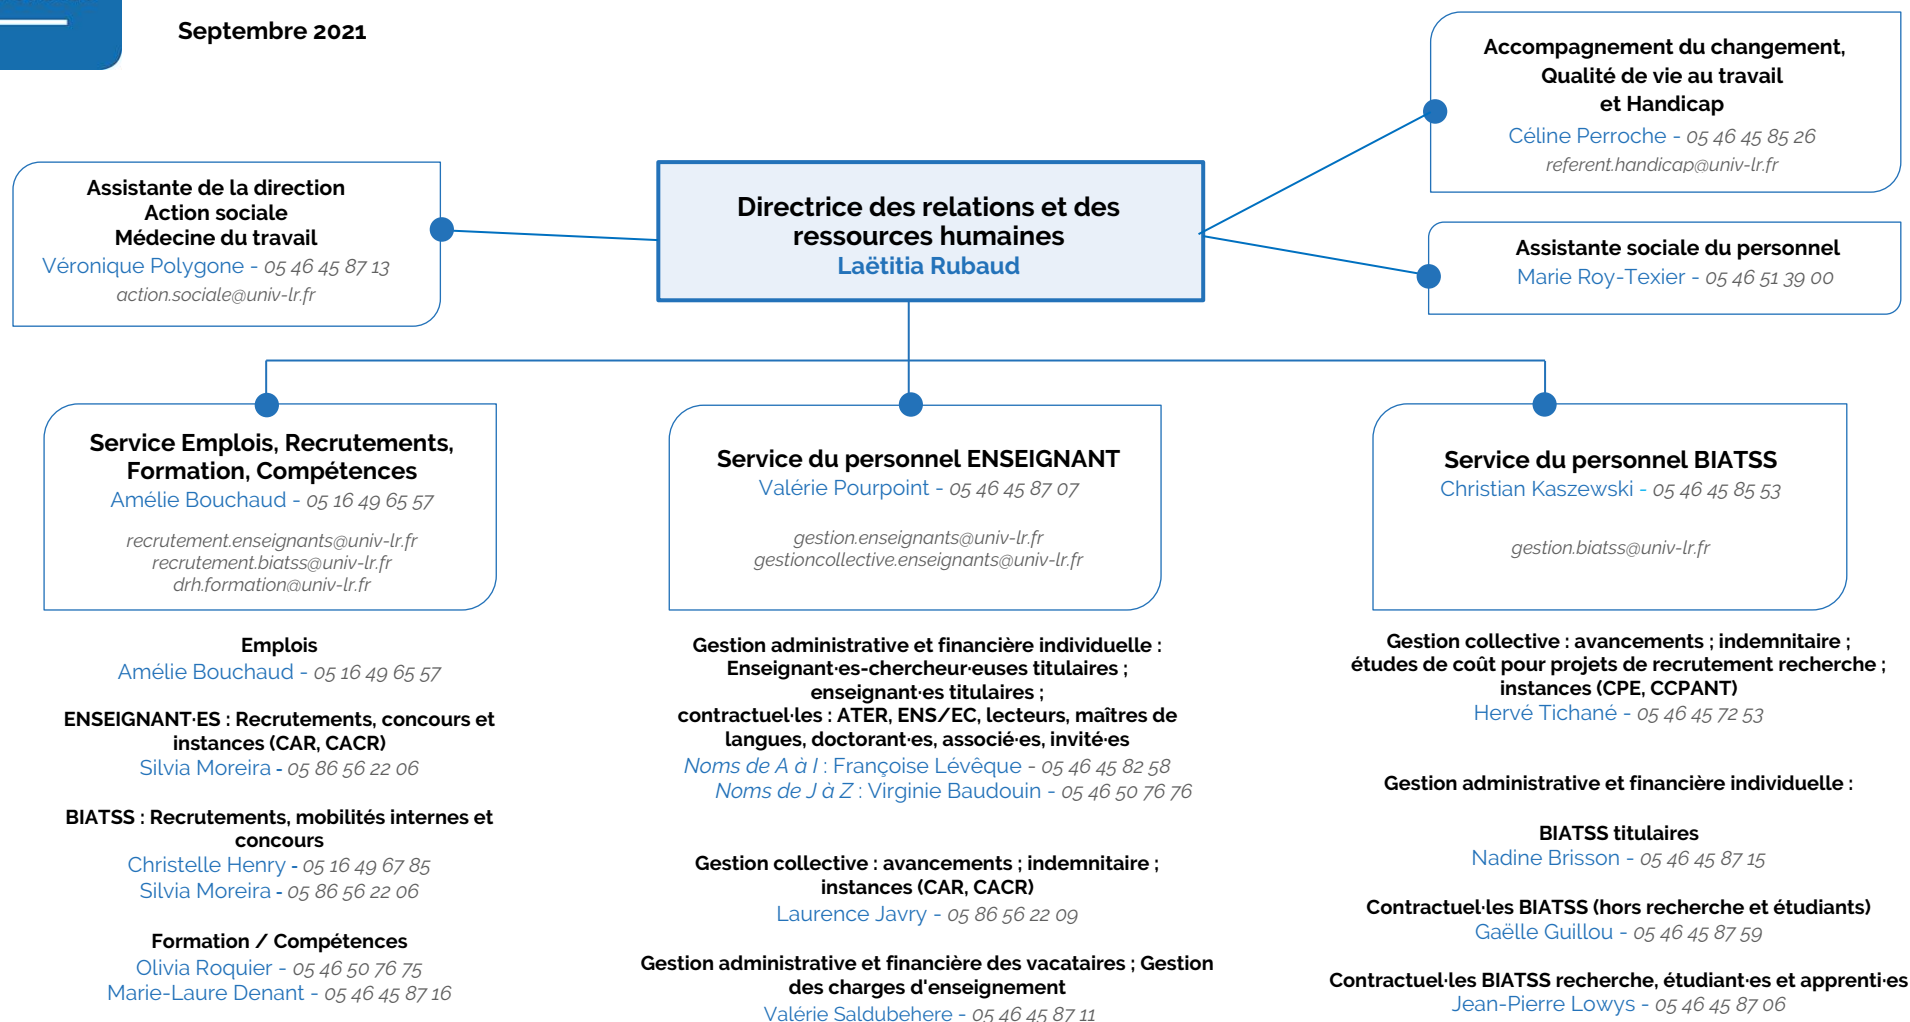 Septembre 2021
Accompagnement du changement,
Qualité de vie au travail
et Handicap
Céline Perroche - 05 46 45 85 26
referent.handicap@univ-lr.fr
Assistante de la direction
Action sociale
Médecine du travail
Véronique Polygone - 05 46 45 87 13
action.sociale@univ-lr.fr
Directrice des relations et des
ressources humaines
Laëtitia Rubaud
Assistante sociale du personnel
Marie Roy-Texier - 05 46 51 39 00
Service Emplois, Recrutements,
Formation, Compétences
Amélie Bouchaud - 05 16 49 65 57
recrutement.enseignants@univ-lr.fr
recrutement.biatss@univ-lr.fr
drh.formation@univ-lr.fr
Emplois
Amélie Bouchaud - 05 16 49 65 57
ENSEIGNANT·ES : Recrutements, concours et
instances (CAR, CACR)
Silvia Moreira - 05 86 56 22 06
BIATSS : Recrutements, mobilités internes et
concours
Christelle Henry - 05 16 49 67 85
Silvia Moreira - 05 86 56 22 06
Formation / Compétences
Olivia Roquier - 05 46 50 76 75
Marie-Laure Denant - 05 46 45 87 16
Service du personnel ENSEIGNANT
Valérie Pourpoint - 05 46 45 87 07
gestion.enseignants@univ-lr.fr
gestioncollective.enseignants@univ-lr.fr
Gestion administrative et financière individuelle :
Enseignant·es-chercheur·euses titulaires ;
enseignant·es titulaires ;
contractuel·les : ATER, ENS/EC, lecteurs, maîtres de
langues, doctorant·es, associé·es, invité·es
Noms de A à I : Françoise Lévêque - 05 46 45 82 58
Noms de J à Z : Virginie Baudouin - 05 46 50 76 76
Gestion collective : avancements ; indemnitaire ;
instances (CAR, CACR)
Laurence Javry - 05 86 56 22 09
Gestion administrative et financière des vacataires ; Gestion
des charges d'enseignement
Valérie Saldubehere - 05 46 45 87 11
Service du personnel BIATSS
Christian Kaszewski - 05 46 45 85 53
gestion.biatss@univ-lr.fr
Gestion collective : avancements ; indemnitaire ;
études de coût pour projets de recrutement recherche ;
instances (CPE, CCPANT)
Hervé Tichané - 05 46 45 72 53
Gestion administrative et financière individuelle :
BIATSS titulaires
Nadine Brisson - 05 46 45 87 15
Contractuel·les BIATSS (hors recherche et étudiants)
Gaëlle Guillou - 05 46 45 87 59
Contractuel·les BIATSS recherche, étudiant·es et apprenti·es
Jean-Pierre Lowys - 05 46 45 87 06